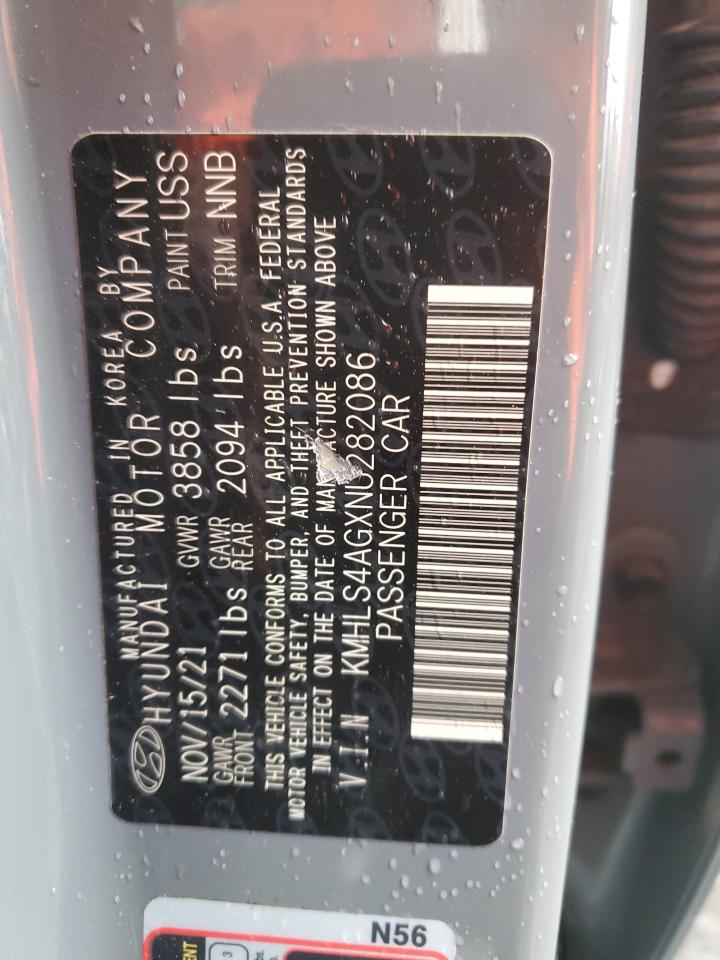 MANUFACTURED IN KOREA BY
HYUNDAI MOTOR COMPANY
NOV/15/21 GVWR 3858 lbs PAINT USS
GAWR FRONT 2271 lbs GAWR REAR 2094 lbs TRIM NNB
THIS VEHICLE CONFORMS TO ALL APPLICABLE U.S.A. FEDERAL
MOTOR VEHICLE SAFETY, BUMPER, AND THEFT PREVENTION STANDARDS
IN EFFECT ON THE DATE OF MANUFACTURE SHOWN ABOVE
V.I.N KMHLS4AGXNU282086
PASSENGER CAR
N56
3